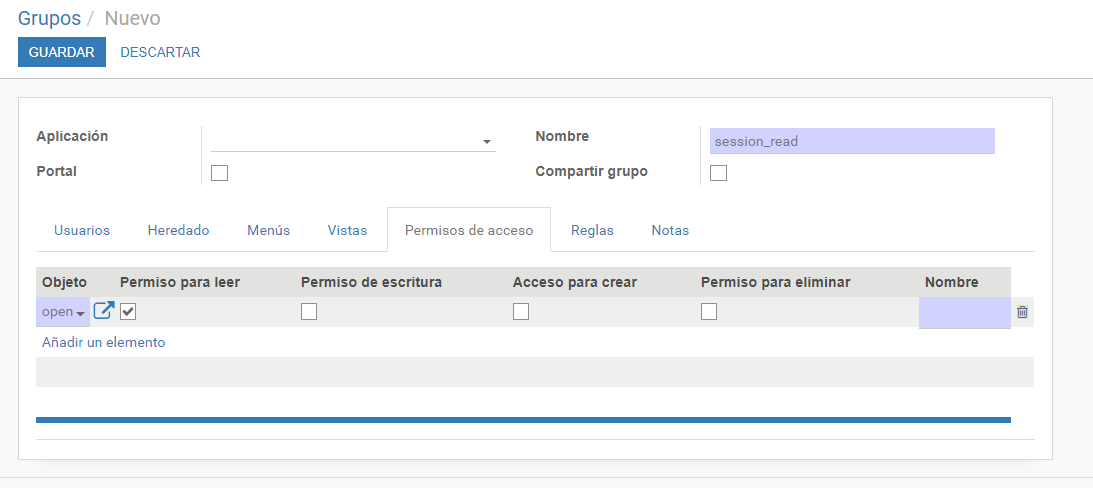 Grupos / Nuevo
GUARDAR DESCARTAR
Aplicación Nombre session_read
Portal Compartir grupo
Usuarios Heredado Menús Vistas Permisos de acceso Reglas Notas
Objeto Permiso para leer Permiso de escritura Acceso para crear Permiso para eliminar Nombre
open
Añadir un elemento